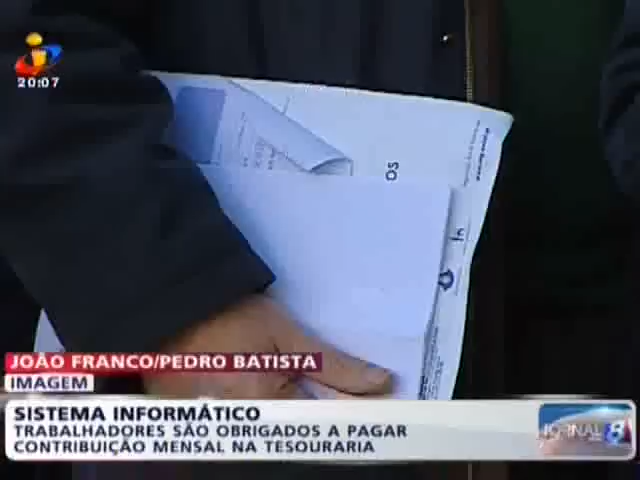 20:07
OS
JOÃO FRANCO/PEDRO BATISTA
IMAGEM
SISTEMA INFORMÁTICO
TRABALHADORES SÃO OBRIGADOS A PAGAR
CONTRIBUIÇÃO MENSAL NA TESOURARIA
JORNAL
8